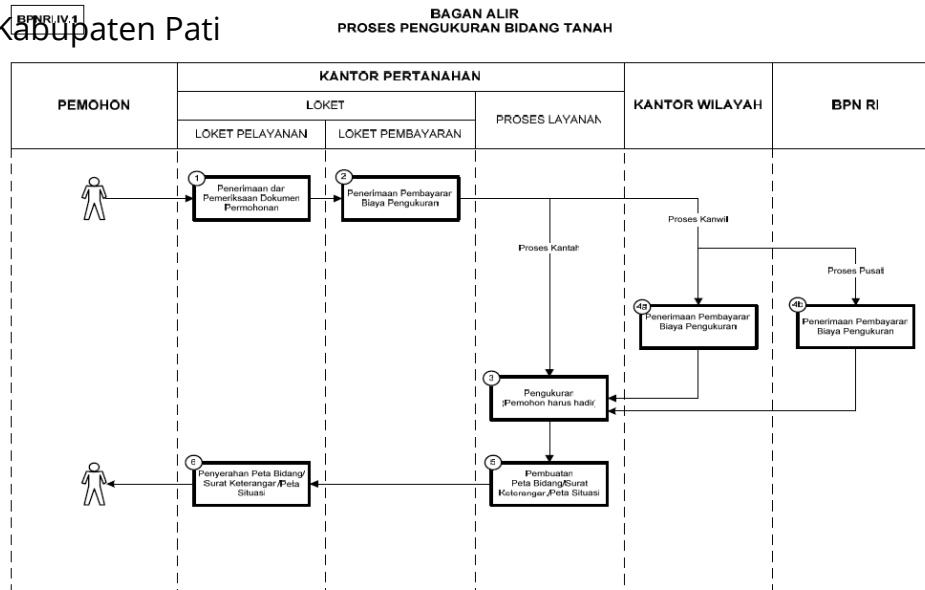 BPNRI.IV.1
Kabupaten Pati
BAGAN ALIR
PROSES PENGUKURAN BIDANG TANAH
PEMOHON
KANTOR PERTANAHAN
LOKET
LOKET PELAYANAN
LOKET PEMBAYARAN
PROSES LAYANAN
KANTOR WILAYAH
BPN RI
1
Penerimaan dan
Pemeriksaan Dokumen
Permohonan
2
Penerimaan Pembayaran
Biaya Pengukuran
Proses Kantah
Proses Kanwil
Proses Pusat
4a
Penerimaan Pembayaran
Biaya Pengukuran
4b
Penerimaan Pembayaran
Biaya Pengukuran
3
Pengukuran
(Pemohon harus hadir)
6
Penyerahan Peta Bidang/
Surat Keterangan/Peta
Situasi
5
Pembuatan
Peta Bidang/Surat
Keterangan/Peta Situasi